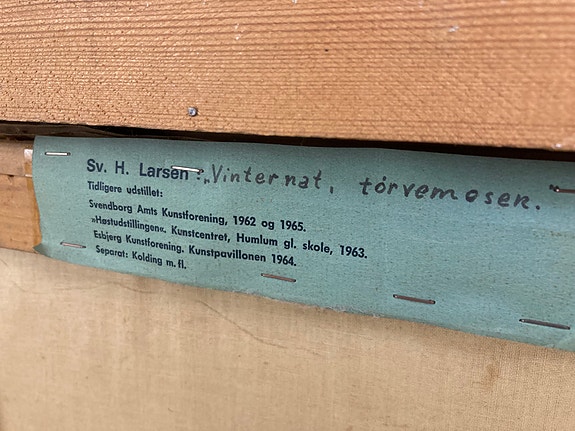 Sv. H. Larsen : „Vinternat, tórvemosen.
Tidligere udstillet:
Svendborg Amts Kunstforening, 1962 og 1965.
»Høstudstillingen«. Kunstcentret, Humlum gl. skole, 1963.
Esbjerg Kunstforening. Kunstpavillonen 1964.
Separat: Kolding m. fl.